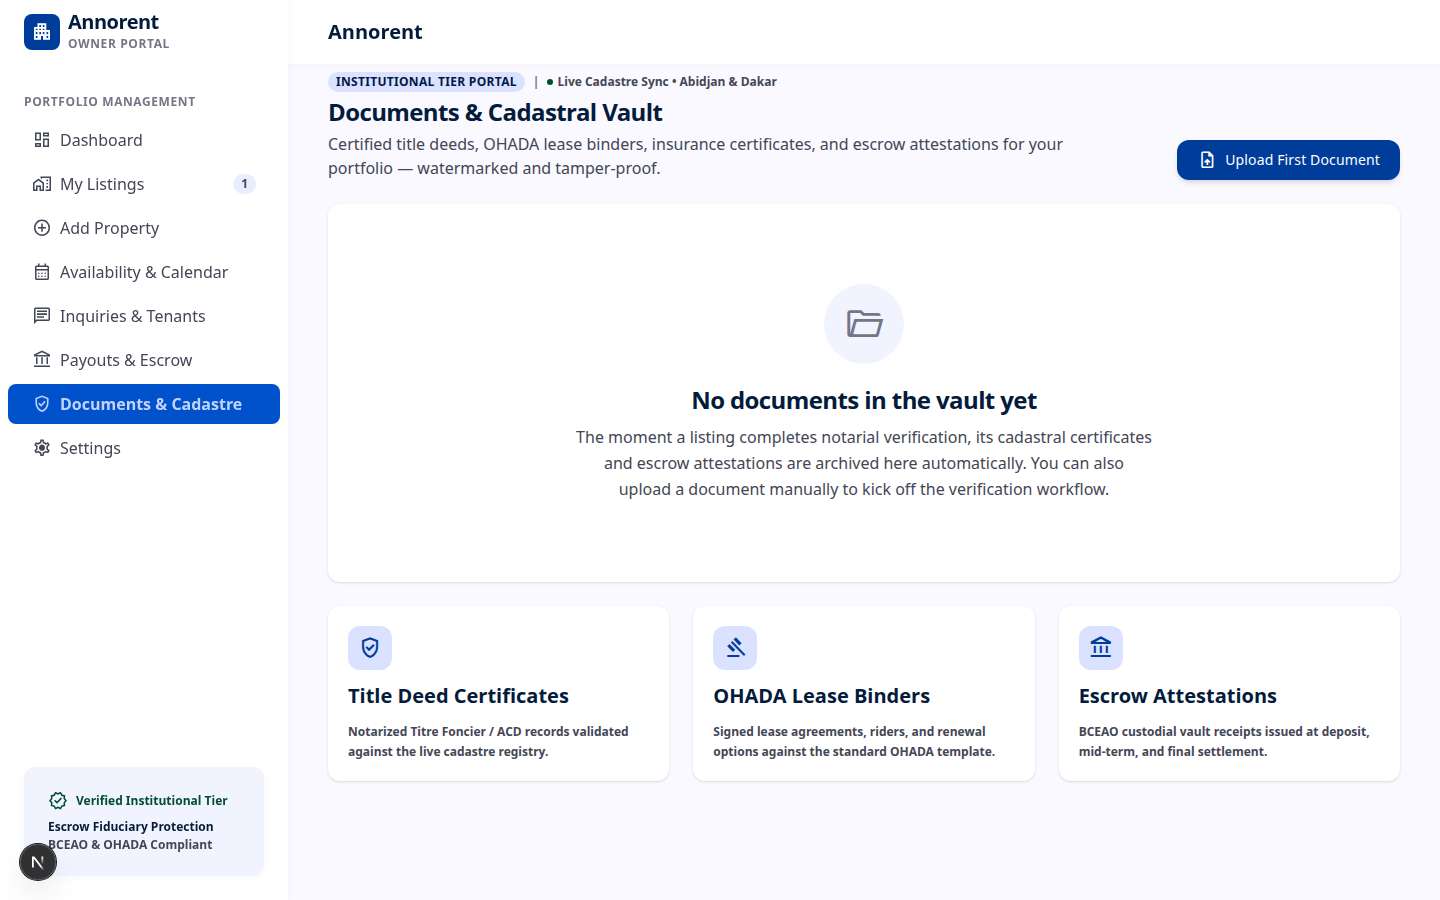 Annorent
OWNER PORTAL
PORTFOLIO MANAGEMENT
Dashboard
My Listings 1
Add Property
Availability & Calendar
Inquiries & Tenants
Payouts & Escrow
Documents & Cadastre
Settings
Verified Institutional Tier
Escrow Fiduciary Protection
BCEAO & OHADA Compliant
N
Annorent
INSTITUTIONAL TIER PORTAL | • Live Cadastre Sync • Abidjan & Dakar
Documents & Cadastral Vault
Certified title deeds, OHADA lease binders, insurance certificates, and escrow attestations for your
portfolio — watermarked and tamper-proof.
Upload First Document
No documents in the vault yet
The moment a listing completes notarial verification, its cadastral certificates
and escrow attestations are archived here automatically. You can also
upload a document manually to kick off the verification workflow.
Title Deed Certificates
Notarized Titre Foncier / ACD records validated
against the live cadastre registry.
OHADA Lease Binders
Signed lease agreements, riders, and renewal
options against the standard OHADA template.
Escrow Attestations
BCEAO custodial vault receipts issued at deposit,
mid-term, and final settlement.